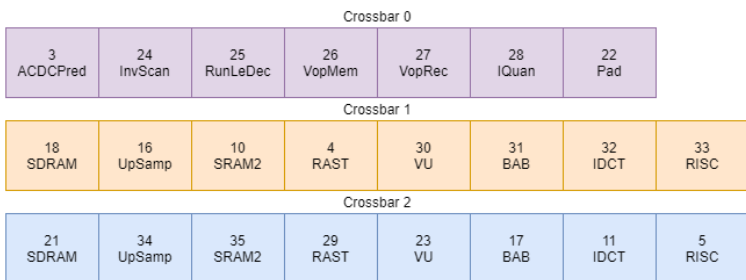 Crossbar 0
3 24 25 26 27 28 22
ACDCPred InvScan RunLeDec VopMem VopRec IQuan Pad
Crossbar 1
18 16 10 4 30 31 32 33
SDRAM UpSamp SRAM2 RAST VU BAB IDCT RISC
Crossbar 2
21 34 35 29 23 17 11 5
SDRAM UpSamp SRAM2 RAST VU BAB IDCT RISC